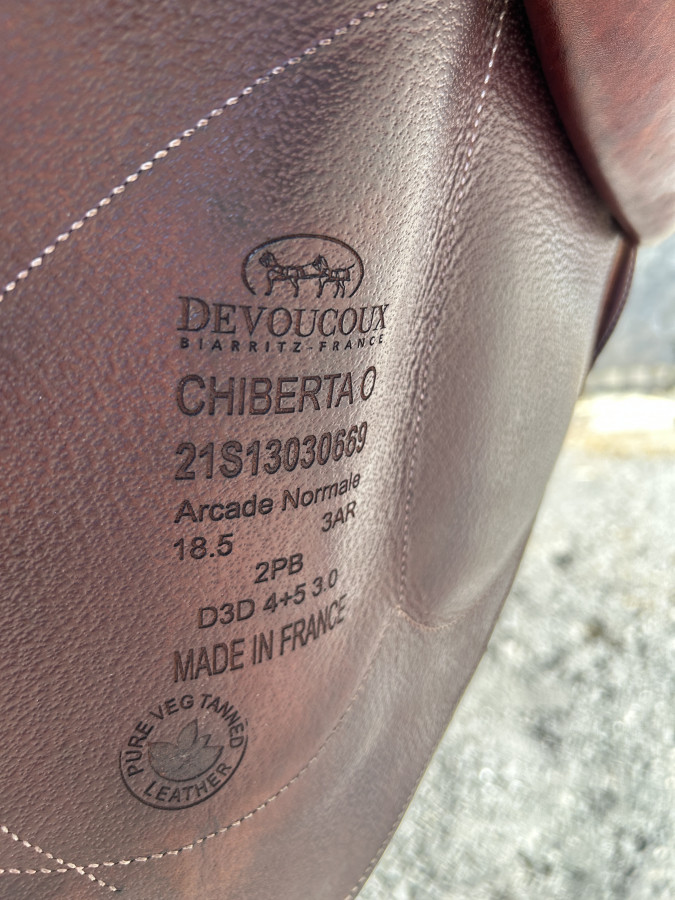 DEVOUCOUX
BIARRITZ-FRANCE
CHIBERTA O
21S13030669
Arcade Normale
18.5 3AR
2PB
D3D 4+5 3.0
MADE IN FRANCE
PURE VEG TANNED
LEATHER